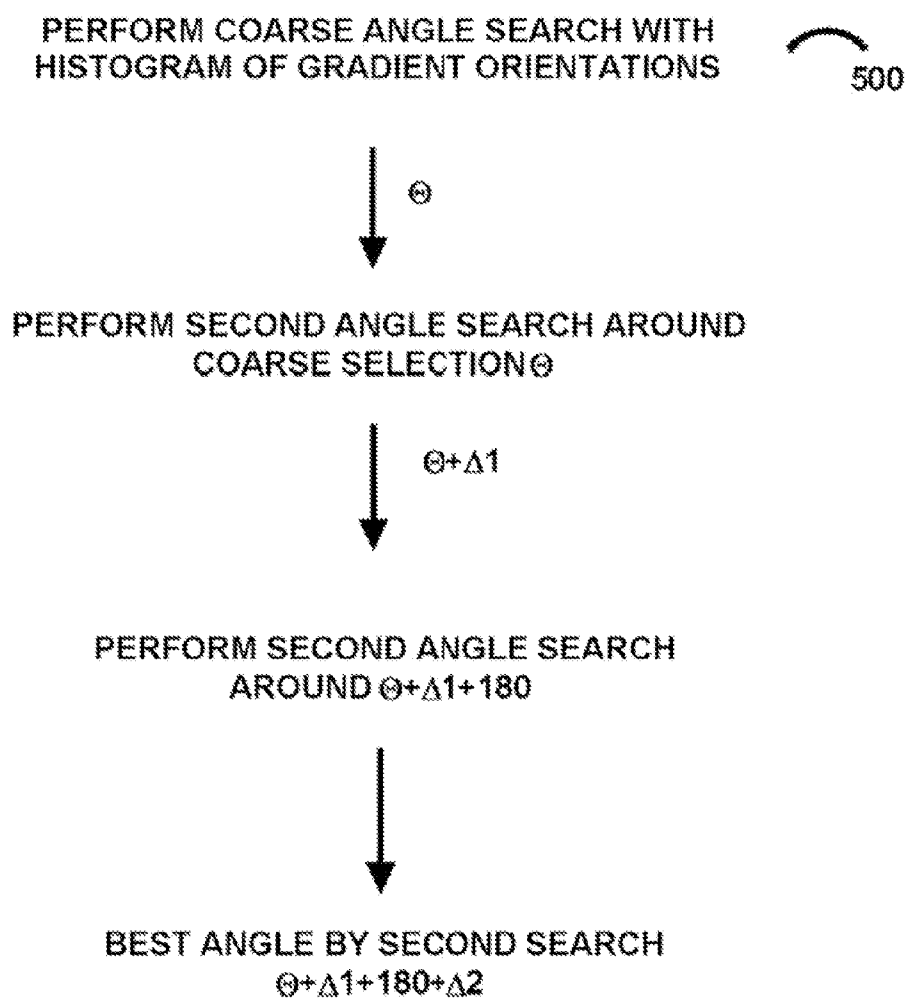 PERFORM COARSE ANGLE SEARCH WITH
HISTOGRAM OF GRADIENT ORIENTATIONS
500
Θ
PERFORM SECOND ANGLE SEARCH AROUND
COARSE SELECTION Θ
Θ+Δ1
PERFORM SECOND ANGLE SEARCH
AROUND Θ+Δ1+180
BEST ANGLE BY SECOND SEARCH
Θ+Δ1+180+Δ2